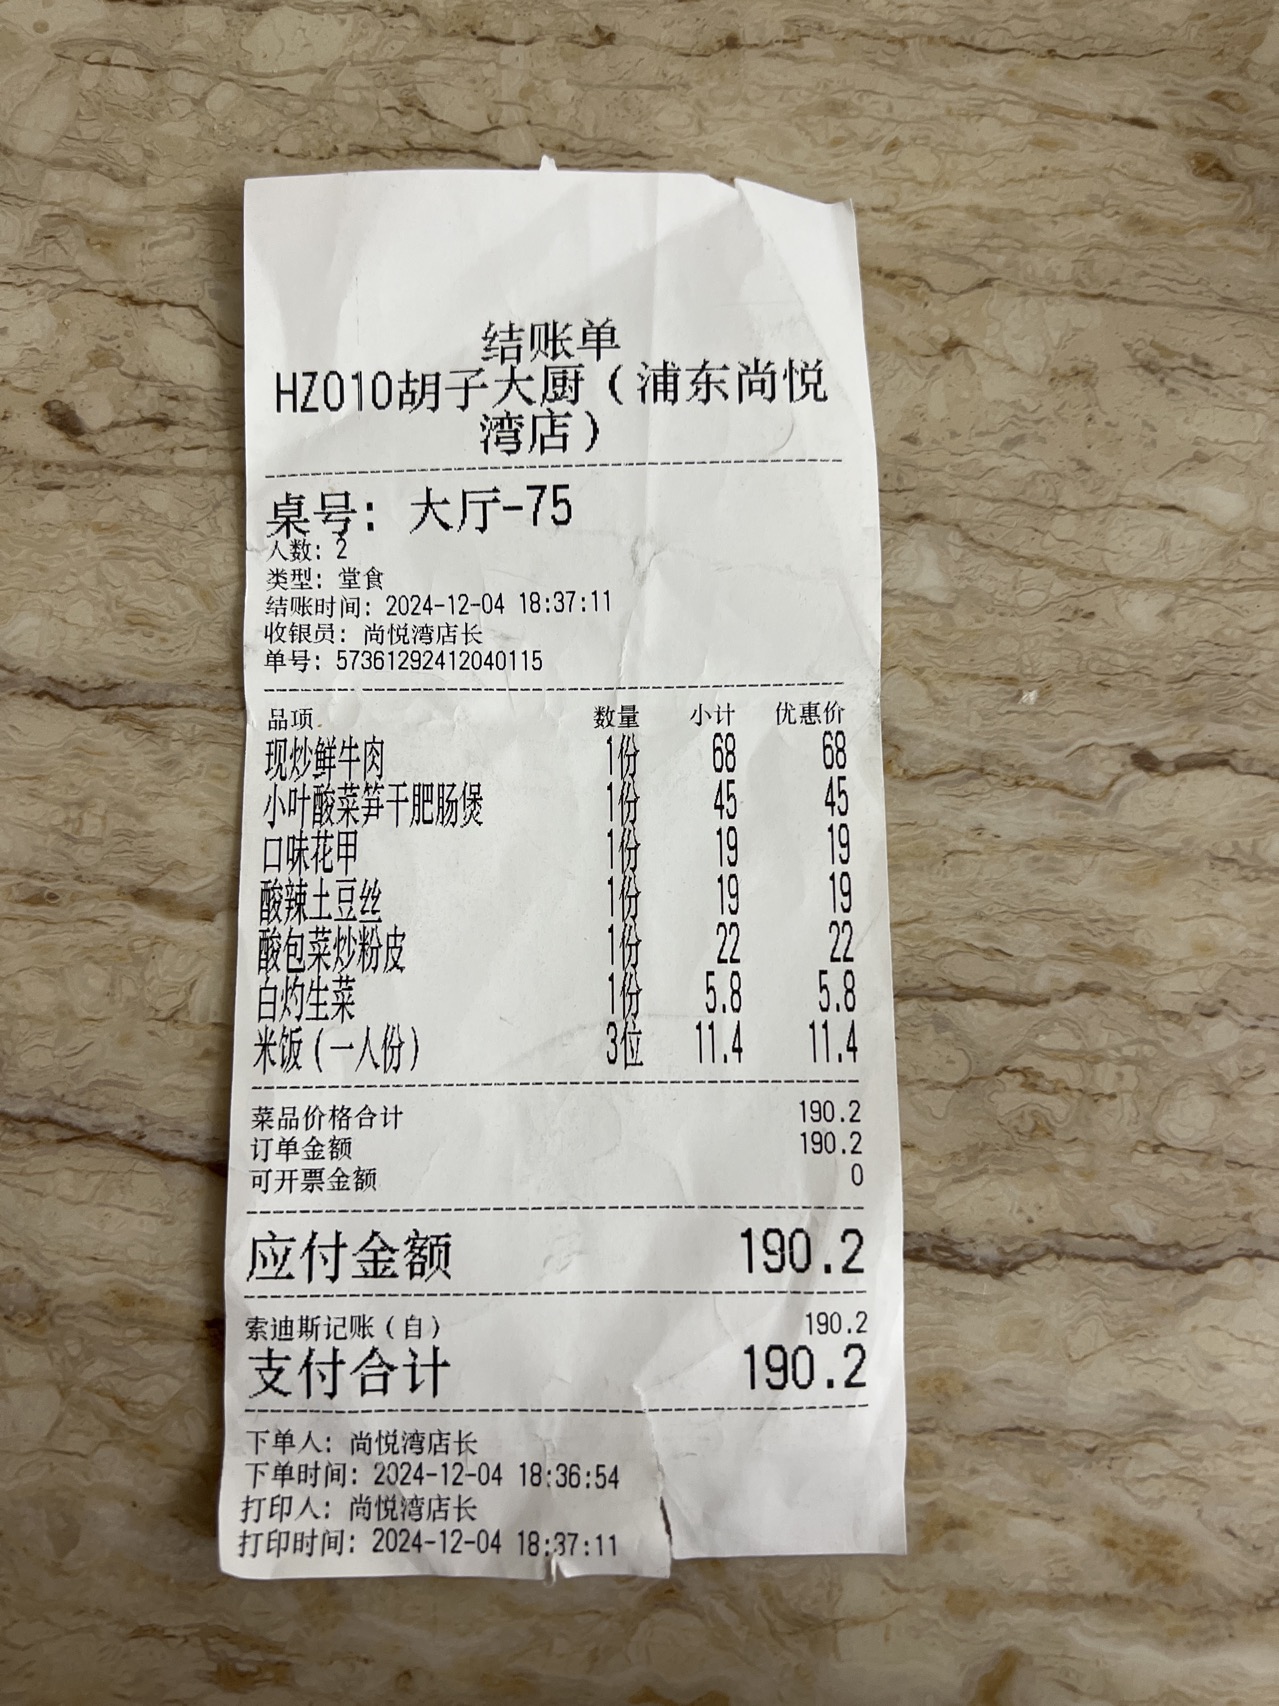 结账单
HZ010胡子大厨（浦东尚悦
湾店）
桌号：大厅-75
人数：2
类型：堂食
结账时间：2024-12-04 18:37:11
收银员：尚悦湾店长
单号：57361292412040115
品项 数量 小计 优惠价
现炒鲜牛肉 1份 68 68
小叶酸菜笋干肥肠煲 1份 45 45
口味花甲 1份 19 19
酸辣土豆丝 1份 19 19
酸包菜炒粉皮 1份 22 22
白灼生菜 1份 5.8 5.8
米饭（一人份） 3位 11.4 11.4
菜品价格合计 190.2
订单金额 190.2
可开票金额 0
应付金额 190.2
索迪斯记账（自） 190.2
支付合计 190.2
下单人：尚悦湾店长
下单时间：2024-12-04 18:36:54
打印人：尚悦湾店长
打印时间：2024-12-04 18:37:11